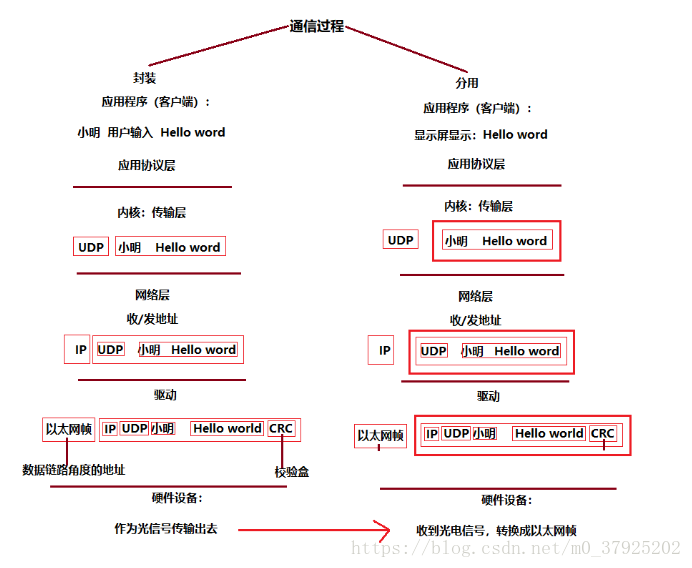 通信过程
封装
应用程序（客户端）：
小明 用户输入 Hello word
应用协议层
内核：传输层
UDP 小明 Hello word
网络层
收/发地址
IP UDP 小明 Hello word
驱动
以太网帧 IP UDP 小明 Hello world CRC
数据链路角度的地址 校验盒
硬件设备：
作为光信号传输出去
分用
应用程序（客户端）：
显示屏显示：Hello word
应用协议层
内核：传输层
UDP 小明 Hello word
网络层
收/发地址
IP UDP 小明 Hello word
驱动
以太网帧 IP UDP 小明 Hello world CRC
硬件设备：
收到光电信号，转换成以太网帧
https://blog.csdn.net/m0_37925202